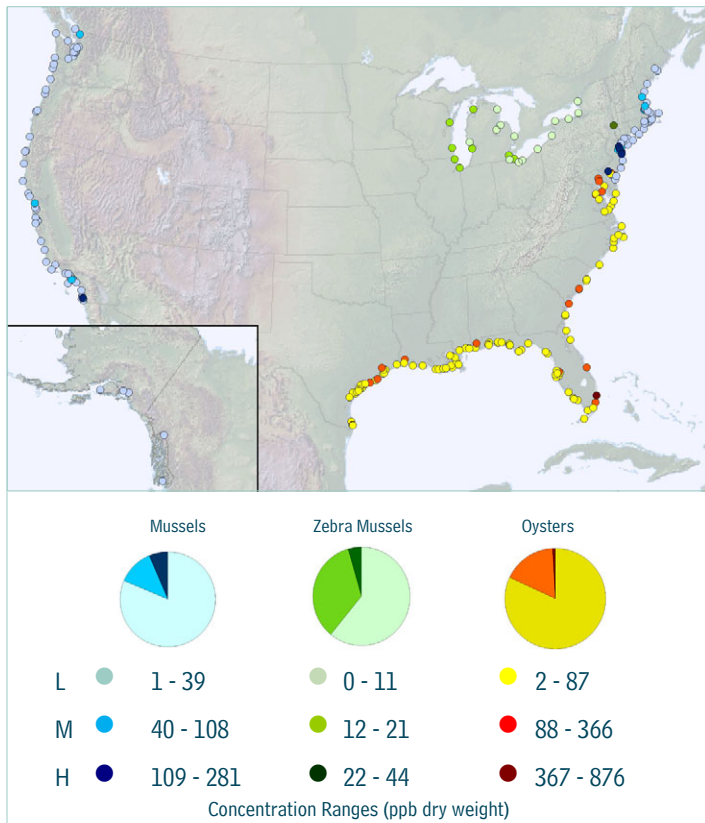 Mussels Zebra Mussels Oysters
L 1 - 39 0 - 11 2 - 87
M 40 - 108 12 - 21 88 - 366
H 109 - 281 22 - 44 367 - 876
Concentration Ranges (ppb dry weight)